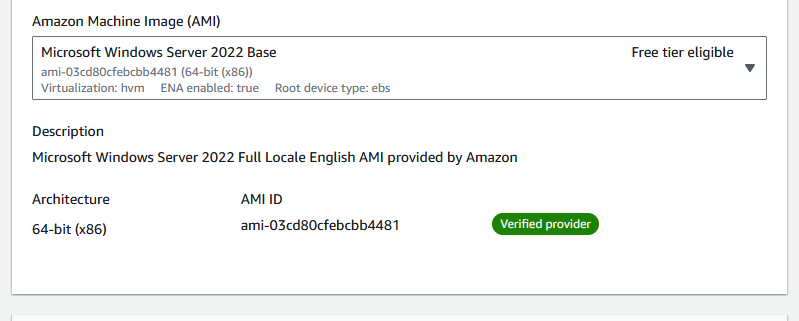 Amazon Machine Image (AMI)
Microsoft Windows Server 2022 Base
Free tier eligible
ami-03cd80cfebcbb4481 (64-bit (x86))
Virtualization: hvm ENA enabled: true Root device type: ebs
Description
Microsoft Windows Server 2022 Full Locale English AMI provided by Amazon
Architecture
AMI ID
64-bit (x86)
ami-03cd80cfebcbb4481
Verified provider